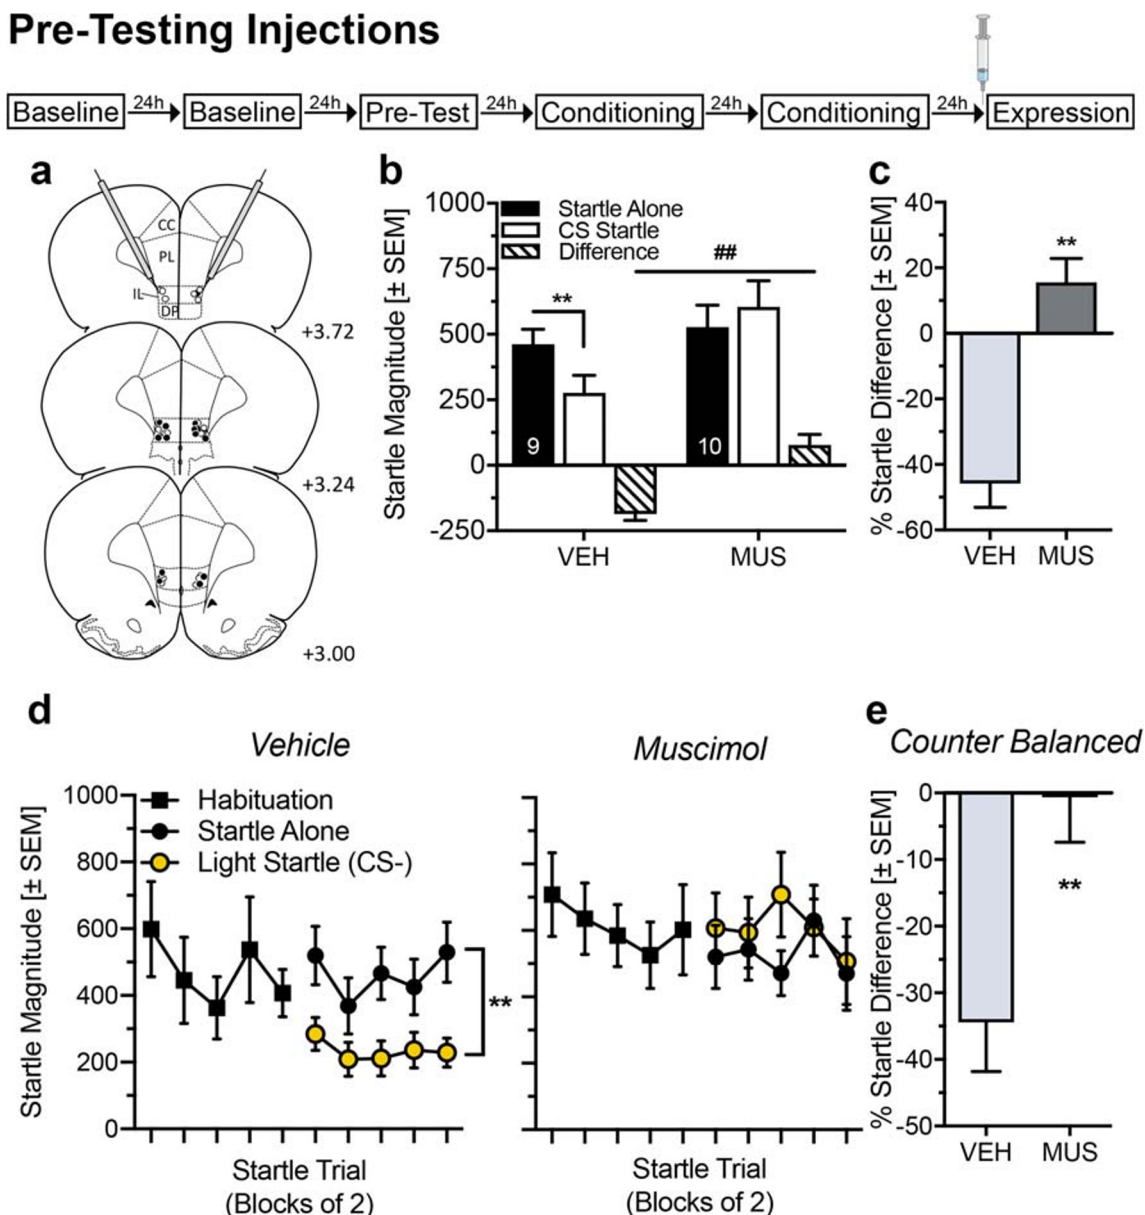 Pre-Testing Injections
Baseline 24h Baseline 24h Pre-Test 24h Conditioning 24h Conditioning 24h Expression
a
CC
PL
IL
DP
+3.72
+3.24
+3.00
b
Startle Magnitude [± SEM]
1000
750
500
250
0
-250
Startle Alone
CS Startle
Difference
**
##
9
10
VEH
MUS
c
% Startle Difference [± SEM]
40
20
0
-20
-40
-60
**
VEH
MUS
d
Vehicle
Startle Magnitude [± SEM]
1000
800
600
400
200
0
Habituation
Startle Alone
Light Startle (CS-)
**
Startle Trial
(Blocks of 2)
Muscimol
Startle Trial
(Blocks of 2)
e
Counter Balanced
% Startle Difference [± SEM]
0
-10
-20
-30
-40
-50
**
VEH
MUS